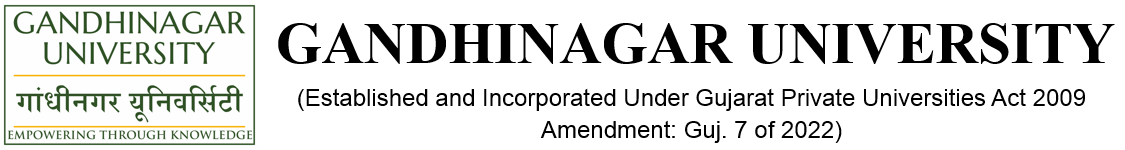 GANDHINAGAR
UNIVERSITY
गांधीनगर यूनिवर्सिटी
EMPOWERING THROUGH KNOWLEDGE
GANDHINAGAR UNIVERSITY
(Established and Incorporated Under Gujarat Private Universities Act 2009
Amendment: Guj. 7 of 2022)